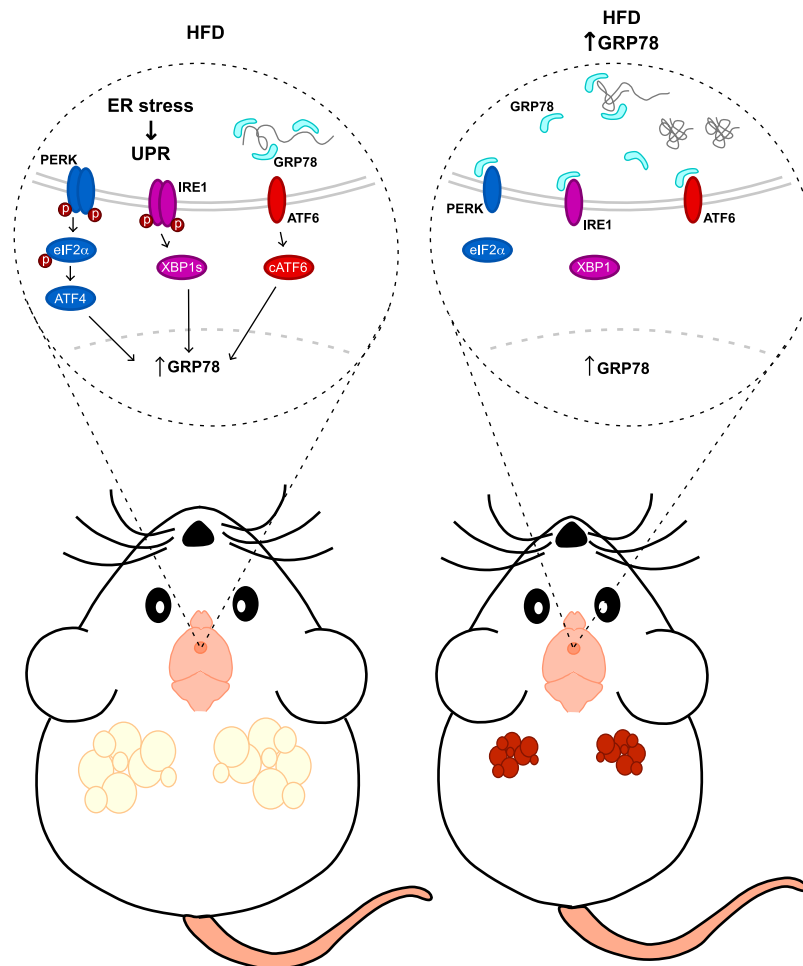 HFD
ER stress
UPR
GRP78
PERK
IRE1
ATF6
p
p
p
p
p
eIF2α
XBP1s
cATF6
ATF4
↑GRP78
HFD
↑GRP78
GRP78
PERK
IRE1
ATF6
eIF2α
XBP1
↑GRP78